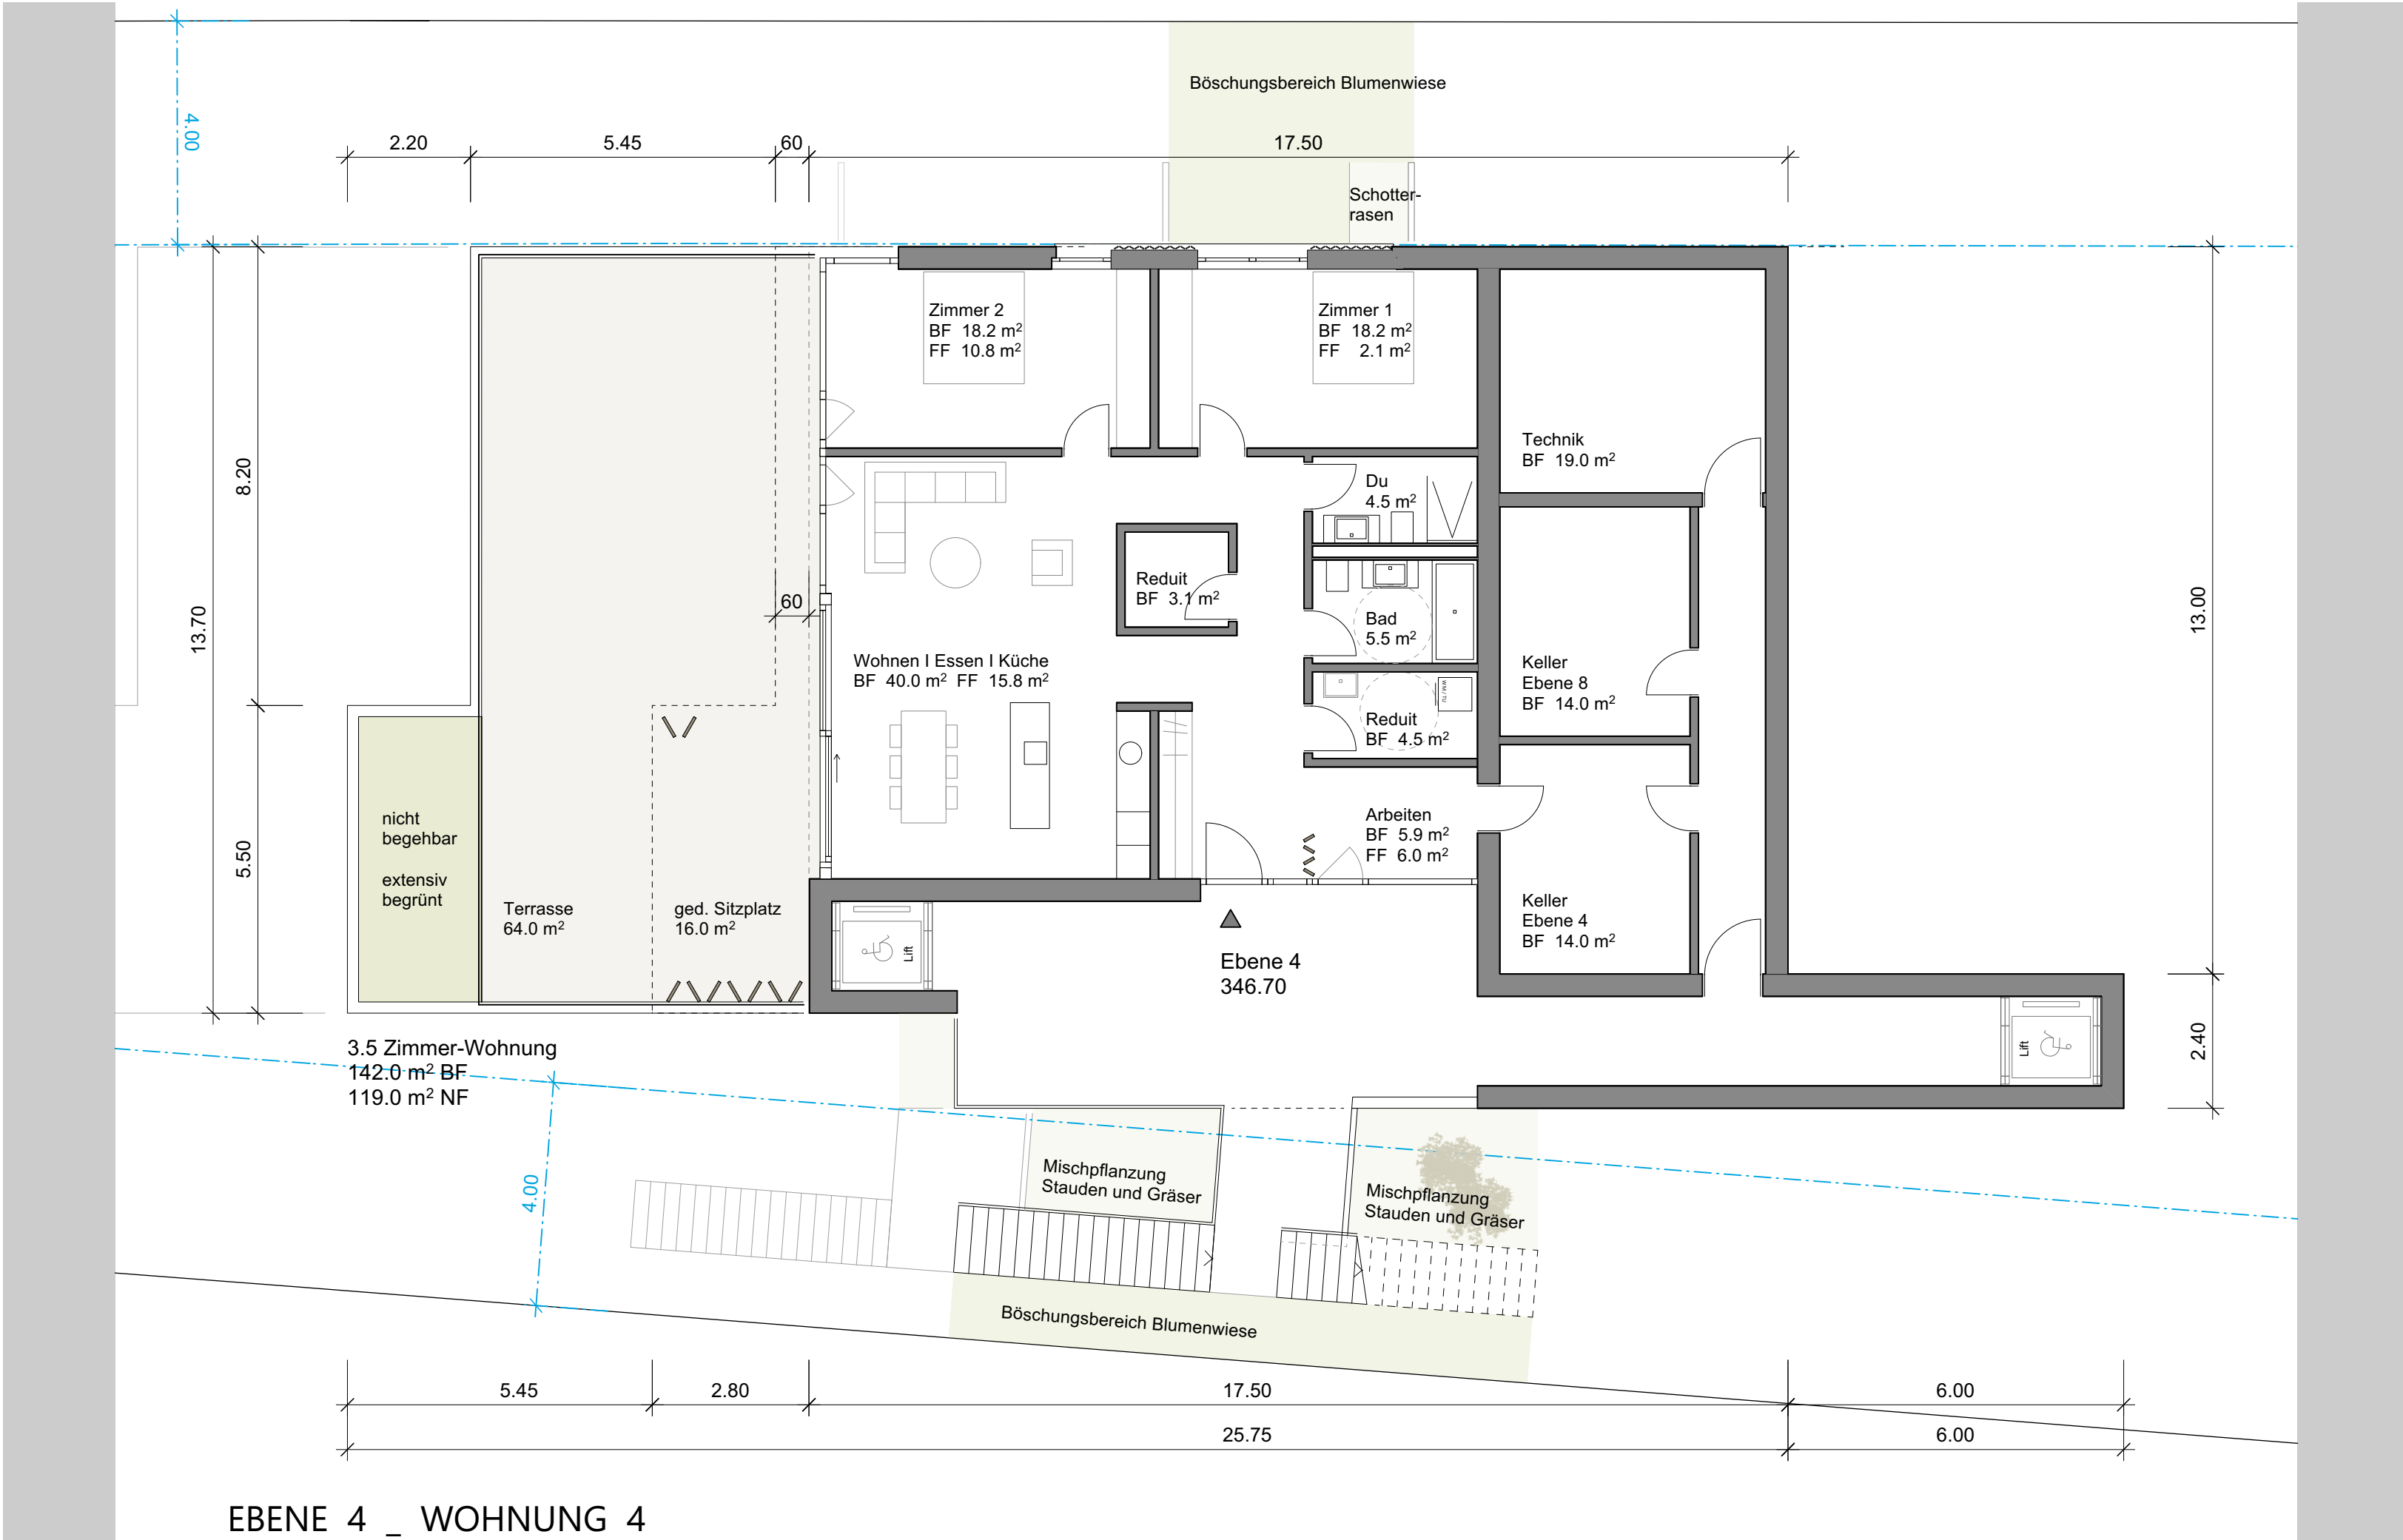 Böschungsbereich Blumenwiese
4.00
2.20
5.45
60
17.50
Schotter-
rasen
Zimmer 2
BF 18.2 m²
FF 10.8 m²
Zimmer 1
BF 18.2 m²
FF 2.1 m²
Technik
BF 19.0 m²
Du
4.5 m²
8.20
13.70
5.50
60
Reduit
BF 3.1 m²
Bad
5.5 m²
13.00
Wohnen I Essen I Küche
BF 40.0 m² FF 15.8 m²
Keller
Ebene 8
BF 14.0 m²
WM / TU
Reduit
BF 4.5 m²
nicht
begehbar
extensiv
begrünt
Arbeiten
BF 5.9 m²
FF 6.0 m²
Terrasse
64.0 m²
ged. Sitzplatz
16.0 m²
Lift
Keller
Ebene 4
BF 14.0 m²
Ebene 4
346.70
Lift
2.40
3.5 Zimmer-Wohnung
142.0 m² BF
119.0 m² NF
4.00
Mischpflanzung
Stauden und Gräser
Mischpflanzung
Stauden und Gräser
Böschungsbereich Blumenwiese
5.45
2.80
17.50
6.00
25.75
6.00
EBENE 4 _ WOHNUNG 4